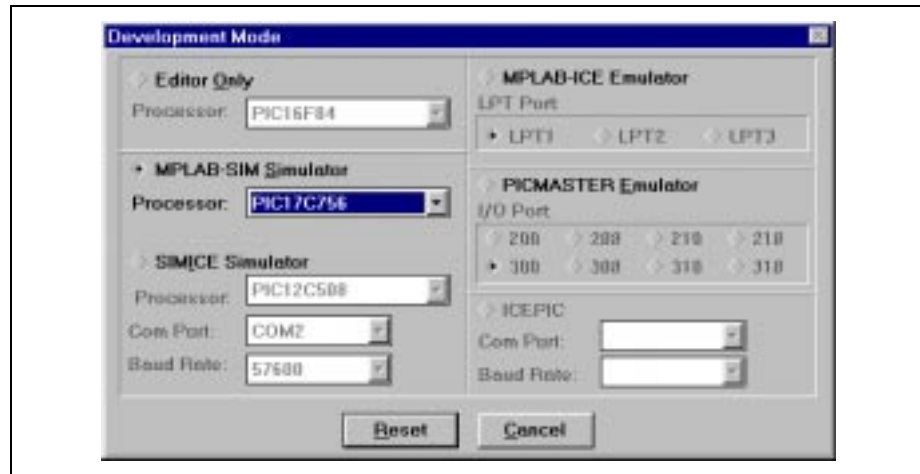 Development Mode
Editor Only
Processor: PIC16F84
MPLAB-SIM Simulator
Processor: PIC17C756
SIMICE Simulator
Processor: PIC12C508
Com Port: COM2
Baud Rate: 57600
MPLAB-ICE Emulator
LPT Port
LPT1 LPT2 LPT3
PICMASTER Emulator
I/O Port
200 208 210 218
300 308 310 318
ICEPIC
Com Port:
Baud Rate:
Reset Cancel